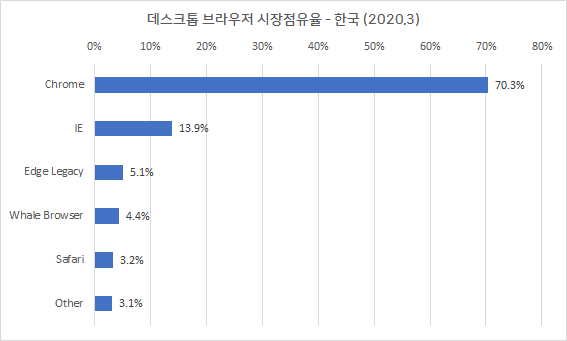 데스크톱 브라우저 시장점유율 - 한국 (2020.3)
0% 10% 20% 30% 40% 50% 60% 70% 80%
Chrome 70.3%
IE 13.9%
Edge Legacy 5.1%
Whale Browser 4.4%
Safari 3.2%
Other 3.1%